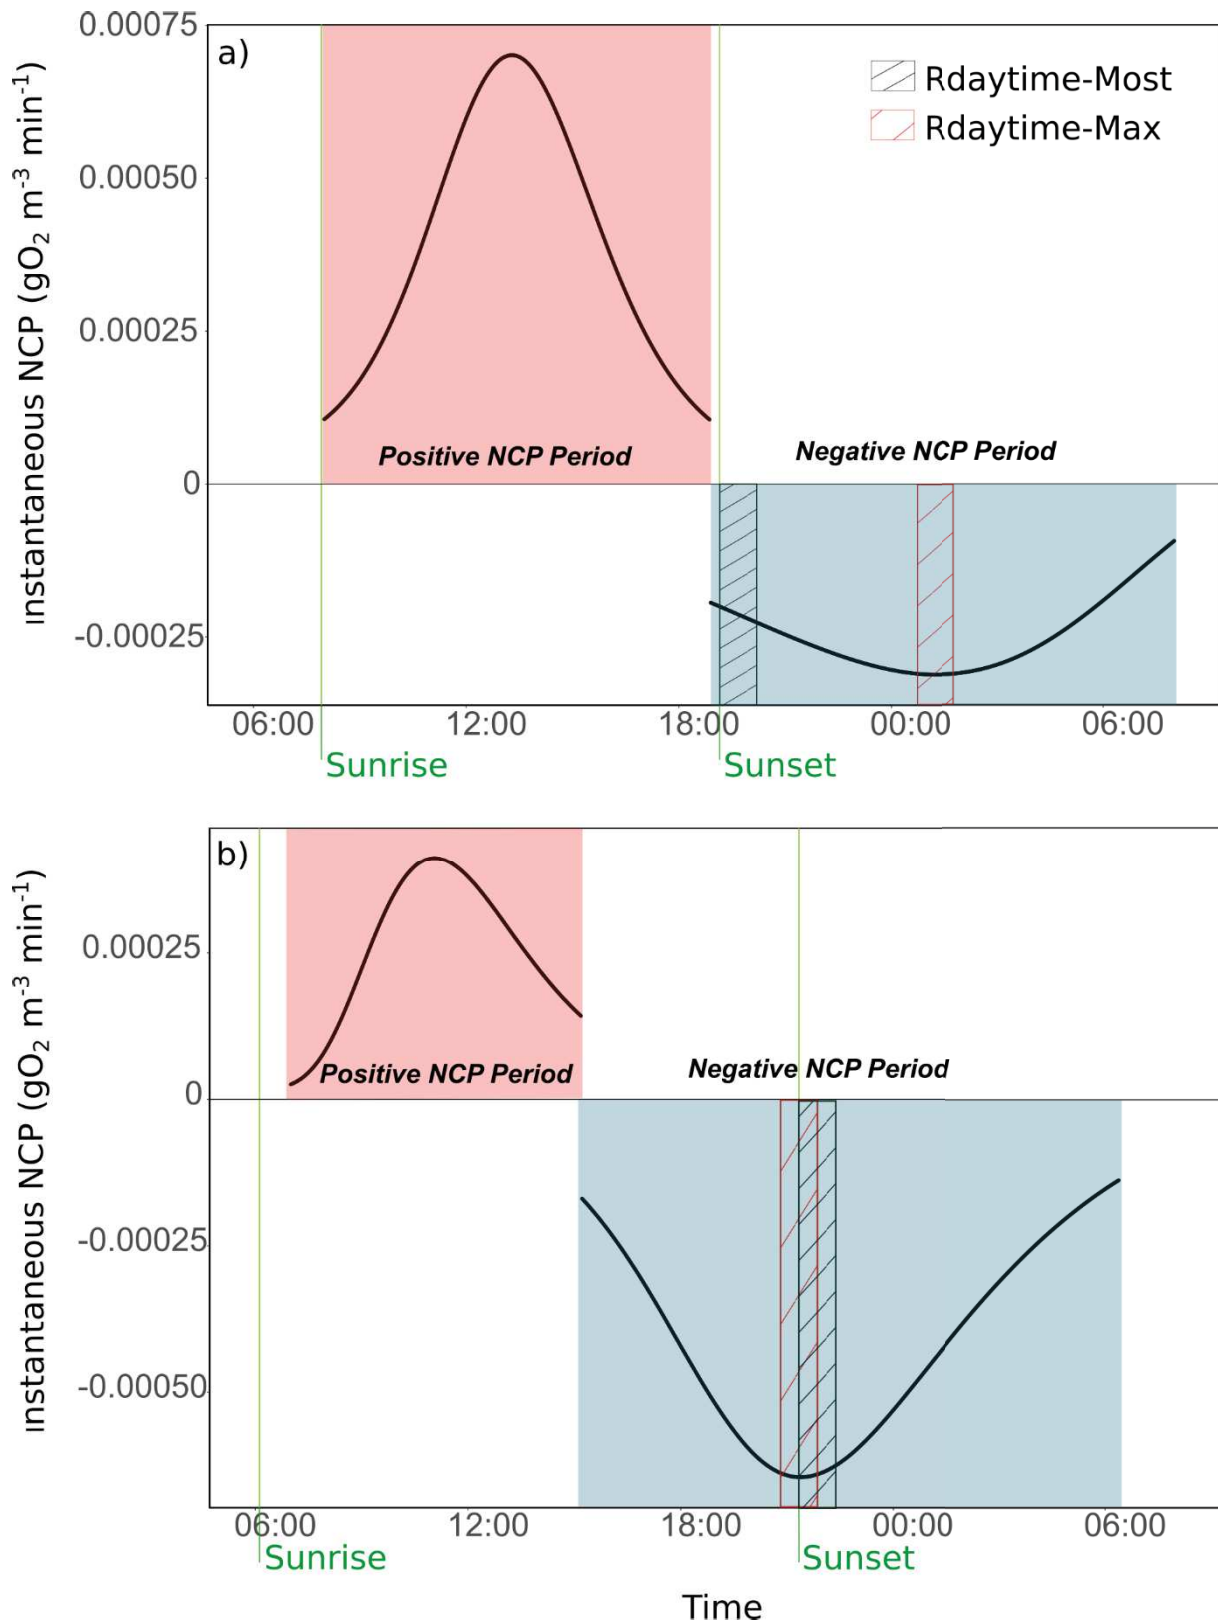 0.00075
a)
Rdaytime-Most
0.00050
Rdaytime-Max
instantaneous NCP (gO₂ m⁻³ min⁻¹)
0.00025
Positive NCP Period
Negative NCP Period
0
-0.00025
06:00 12:00 18:00 00:00 06:00
Sunrise Sunset
b)
0.00025
instantaneous NCP (gO₂ m⁻³ min⁻¹)
Positive NCP Period
Negative NCP Period
0
-0.00025
-0.00050
06:00 12:00 18:00 00:00 06:00
Sunrise Sunset
Time